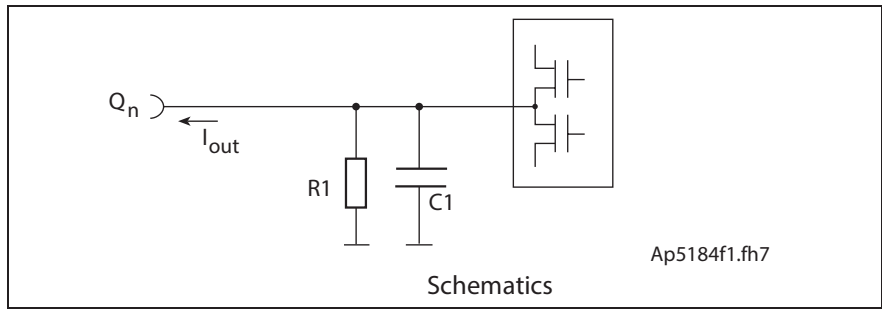 Qn
Iout
R1
C1
Ap5184f1.fh7
Schematics